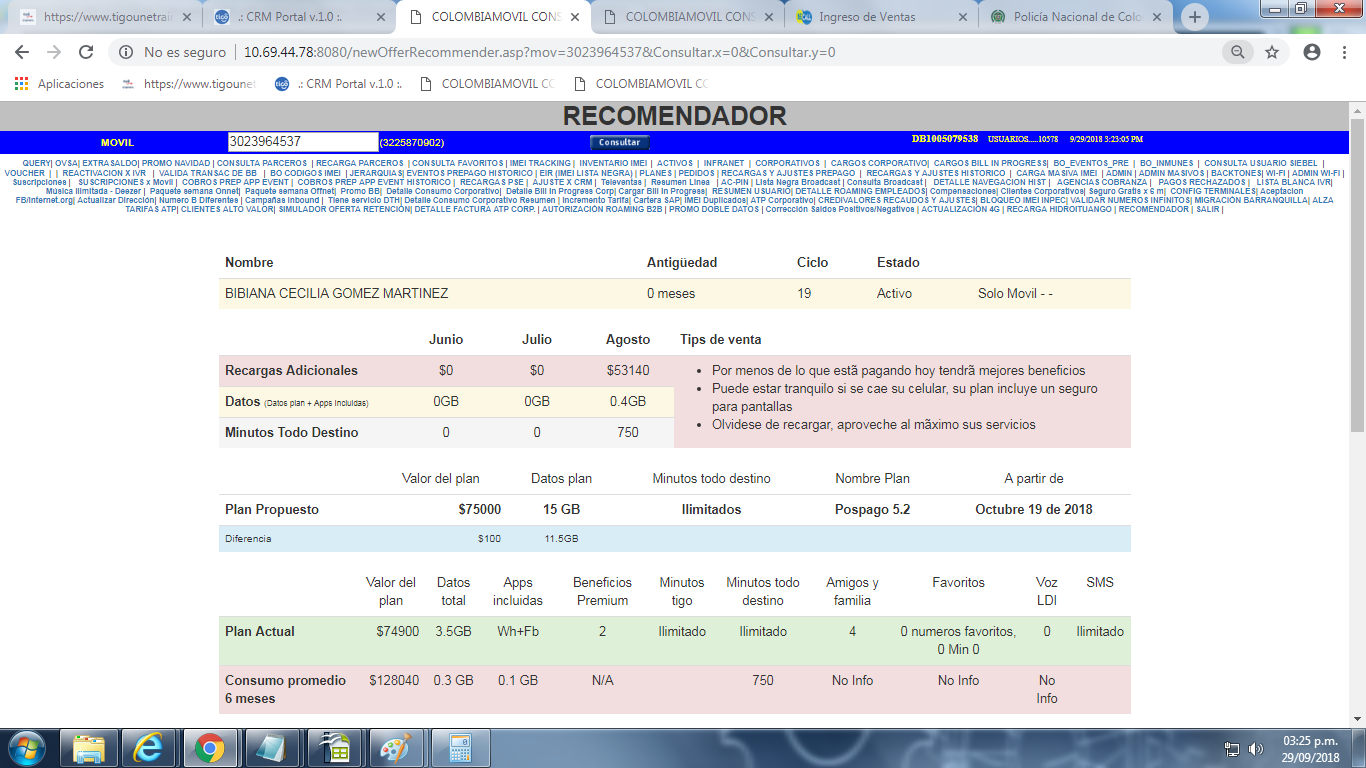 https://www.tigounetrain
.: CRM Portal v.1.0 :.
COLOMBIAMOVIL CONS
COLOMBIAMOVIL CONS
Ingreso de Ventas
Policía Nacional de Colo
No es seguro | 10.69.44.78:8080/newOfferRecommender.asp?mov=3023964537&Consultar.x=0&Consultar.y=0
Aplicaciones
https://www.tigounet
.: CRM Portal v.1.0 :.
COLOMBIAMOVIL CO
COLOMBIAMOVIL CO
RECOMENDADOR
MOVIL 3023964537 (3225870902) Consultar DB1005079538 USUARIOS.....10578 9/29/2018 3:23:05 PM
QUERY| OVSA| EXTRASALDO| PROMO NAVIDAD | CONSULTA PARCEROS | RECARGA PARCEROS | CONSULTA FAVORITOS | IMEI TRACKING | INVENTARIO IMEI | ACTIVOS | INFRANET | CORPORATIVOS | CARGOS CORPORATIVO| CARGOS BILL IN PROGRESS| BO_EVENTOS_PRE | BO_INMUNES | CONSULTA USUARIO SIEBEL |
VOUCHER | | REACTIVACION X IVR | VALIDA TRANSAC DE BB | BO CODIGOS IMEI | JERARQUIAS| EVENTOS PREPAGO HISTORICO | EIR (IMEI LISTA NEGRA) | PLANES | PEDIDOS | RECARGAS Y AJUSTES PREPAGO | RECARGAS Y AJUSTES HISTORICO | CARGA MASIVA IMEI | ADMIN | ADMIN MASIVOS | BACKTONES| WI-FI | ADMIN WI-FI |
Suscripciones | SUSCRIPCIONES x Movil | COBROS PREP APP EVENT | COBROS PREP APP EVENT HISTORICO | RECARGAS PSE | AJUSTE X CRM | Televentas | Resumen Linea | AC-PIN | Lista Negra Broadcast | Consulta Broadcast | DETALLE NAVEGACION HIST | AGENCIAS COBRANZA | PAGOS RECHAZADOS | LISTA BLANCA IVR|
Musica Ilimitada - Deezer | Paquete semana Onnet| Paquete semana Offnet| Promo BB| Detalle Consumo Corporativo| Detalle Bill In Progress Corp| Cargar Bill In Progress| RESUMEN USUARIO| DETALLE ROAMING EMPLEADOS| Compensaciones| Clientes Corporativos| Seguro Gratis x 6 m| CONFIG TERMINALES| Aceptacion
FB/Internet.org| Actualizar Dirección| Numero B Diferentes | Campañas Inbound | Tiene servicio DTH| Detalle Consumo Corporativo Resumen | Incremento Tarifa| Cartera SAP| IMEI Duplicados| ATP Corporativo| CREDIVALORES RECAUDOS Y AJUSTES| BLOQUEO IMEI INPEC| VALIDAR NUMEROS INFINITOS| MIGRACIÓN BARRANQUILLA| ALZA
TARIFAS ATP| CLIENTES ALTO VALOR| SIMULADOR OFERTA RETENCIÓN| DETALLE FACTURA ATP CORP. | AUTORIZACIÓN ROAMING B2B | PROMO DOBLE DATOS | Corrección Saldos Positivos/Negativos | ACTUALIZACIÓN 4G | RECARGA HIDROITUANGO | RECOMENDADOR | SALIR |
Nombre Antigüedad Ciclo Estado
BIBIANA CECILIA GOMEZ MARTINEZ 0 meses 19 Activo Solo Movil - -
Junio Julio Agosto Tips de venta
Recargas Adicionales $0 $0 $53140
Datos (Datos plan + Apps Incluidas) 0GB 0GB 0.4GB
Minutos Todo Destino 0 0 750
• Por menos de lo que está pagando hoy tendrã mejores beneficios
• Puede estar tranquilo si se cae su celular, su plan incluye un seguro
para pantallas
• Olvidese de recargar, aproveche al mãximo sus servicios
Valor del plan Datos plan Minutos todo destino Nombre Plan A partir de
Plan Propuesto $75000 15 GB Ilimitados Pospago 5.2 Octubre 19 de 2018
Diferencia $100 11.5GB
Valor del Datos Apps Beneficios Minutos Minutos todo Amigos y Favoritos Voz SMS
plan total incluidas Premium tigo destino familia LDI
Plan Actual $74900 3.5GB Wh+Fb 2 Ilimitado Ilimitado 4 0 numeros favoritos, 0 Ilimitado
0 Min 0
Consumo promedio $128040 0.3 GB 0.1 GB N/A 750 No Info No Info No
6 meses Info
03:25 p.m.
29/09/2018